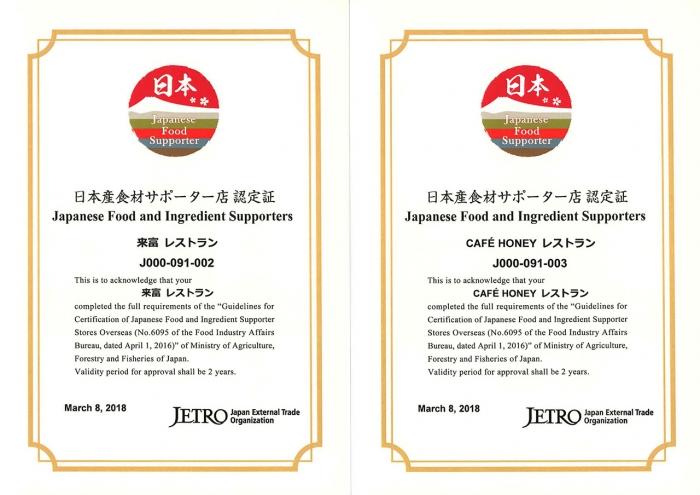 日本
Japanese
Food
Supporter
日本産食材サポーター店 認定証
Japanese Food and Ingredient Supporters
来富 レストラン
J000-091-002
This is to acknowledge that your
来富 レストラン
completed the full requirements of the “Guidelines for
Certification of Japanese Food and Ingredient Supporter
Stores Overseas (No.6095 of the Food Industry Affairs
Bureau, dated April 1, 2016)” of Ministry of Agriculture,
Forestry and Fisheries of Japan.
Validity period for approval shall be 2 years.
March 8, 2018
JETRO Japan External Trade
Organization
日本
Japanese
Food
Supporter
日本産食材サポーター店 認定証
Japanese Food and Ingredient Supporters
CAFÉ HONEY レストラン
J000-091-003
This is to acknowledge that your
CAFÉ HONEY レストラン
completed the full requirements of the “Guidelines for
Certification of Japanese Food and Ingredient Supporter
Stores Overseas (No.6095 of the Food Industry Affairs
Bureau, dated April 1, 2016)” of Ministry of Agriculture,
Forestry and Fisheries of Japan.
Validity period for approval shall be 2 years.
March 8, 2018
JETRO Japan External Trade
Organization